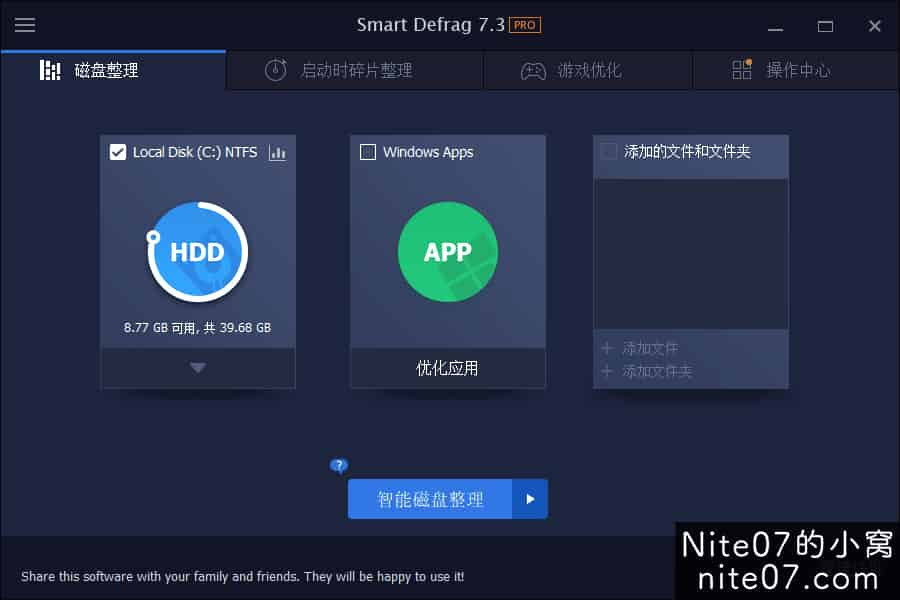 Smart Defrag 7.3 PRO
磁盘整理
启动时碎片整理
游戏优化
操作中心
Local Disk (C:) NTFS
Windows Apps
添加的文件和文件夹
HDD
APP
8.77 GB 可用, 共 39.68 GB
优化应用
+ 添加文件
+ 添加文件夹
?
智能磁盘整理
Share this software with your family and friends. They will be happy to use it!
Nite07的小窝
nite07.com